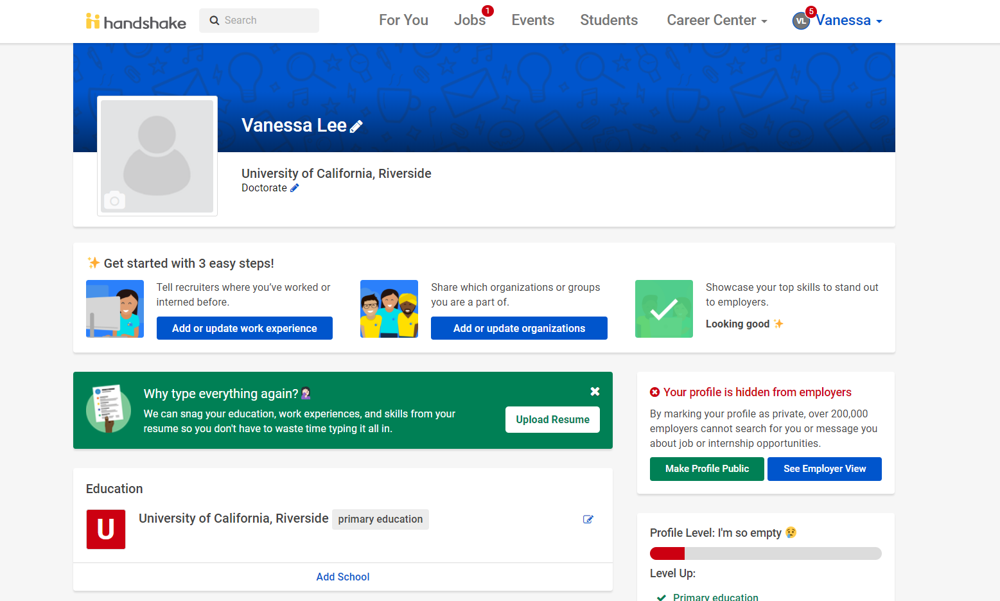 handshake
Search
For You
Jobs
1
Events
Students
Career Center
VL
5
Vanessa
Vanessa Lee
University of California, Riverside
Doctorate
Get started with 3 easy steps!
Tell recruiters where you’ve worked or
interned before.
Add or update work experience
Share which organizations or groups
you are a part of.
Add or update organizations
Showcase your top skills to stand out
to employers.
Looking good
Why type everything again?
We can snag your education, work experiences, and skills from your
resume so you don't have to waste time typing it all in.
Upload Resume
Your profile is hidden from employers
By marking your profile as private, over 200,000
employers cannot search for you or message you
about job or internship opportunities.
Make Profile Public
See Employer View
Education
U
University of California, Riverside
primary education
Add School
Profile Level: I'm so empty
Level Up:
Primary education